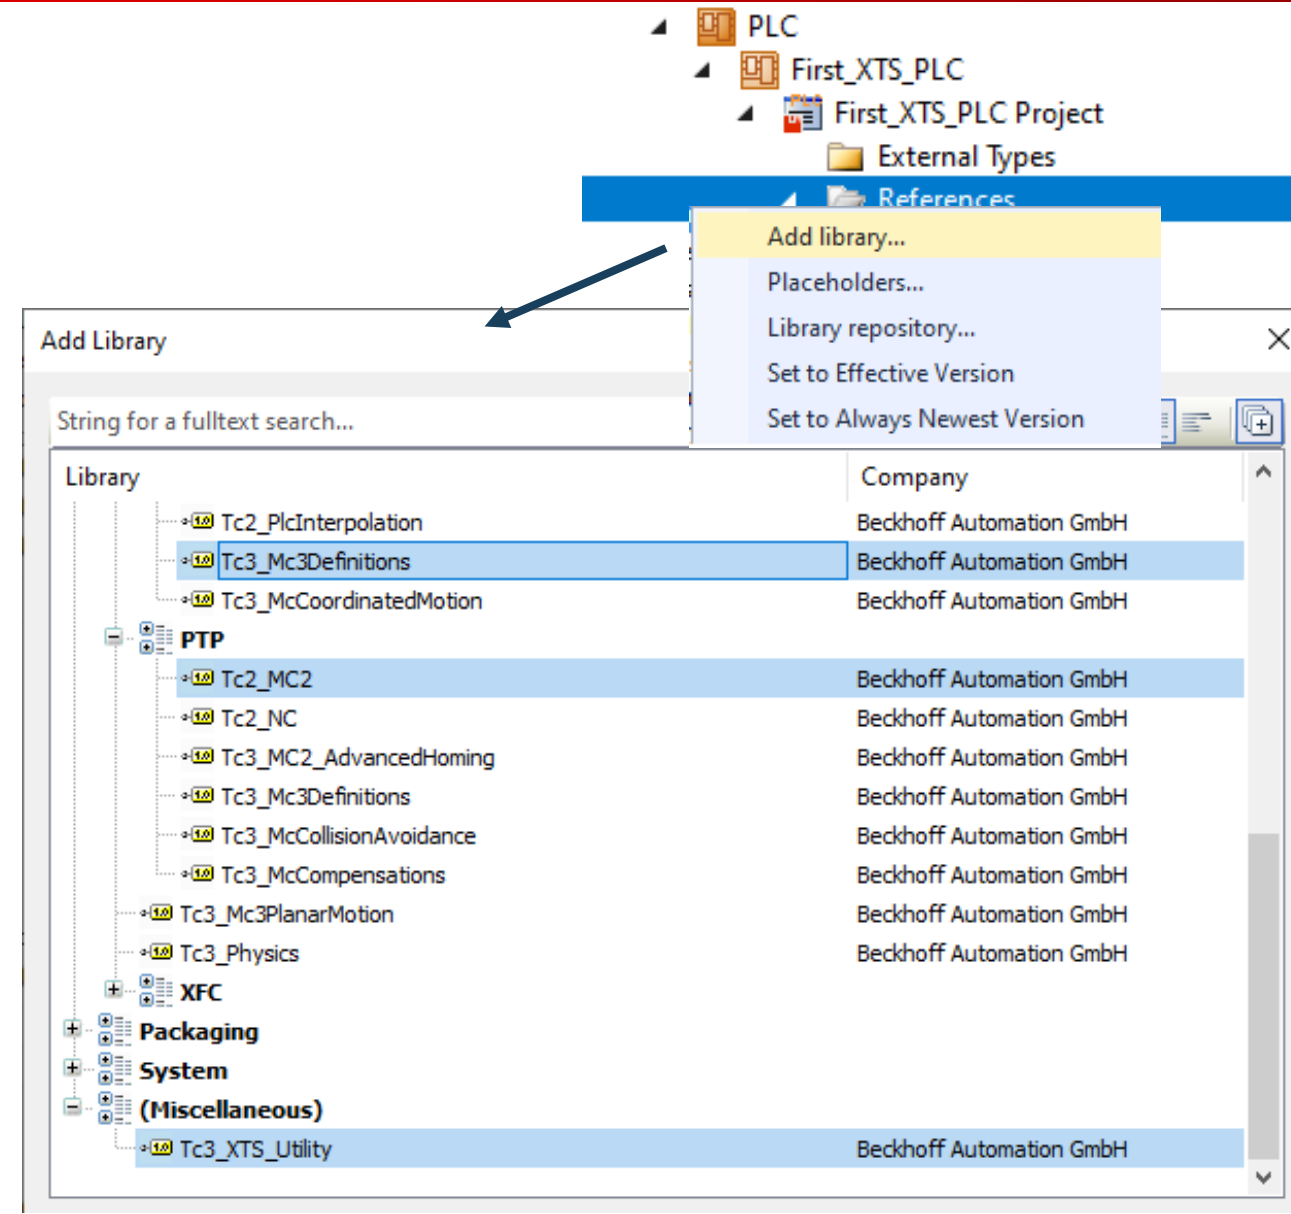 PLC
First_XTS_PLC
First_XTS_PLC Project
External Types
References
Add library...
Placeholders...
Library repository...
Set to Effective Version
Set to Always Newest Version
Add Library
String for a fulltext search...
Library Company
Tc2_PlcInterpolation Beckhoff Automation GmbH
Tc3_Mc3Definitions Beckhoff Automation GmbH
Tc3_McCoordinatedMotion Beckhoff Automation GmbH
PTP
Tc2_MC2 Beckhoff Automation GmbH
Tc2_NC Beckhoff Automation GmbH
Tc3_MC2_AdvancedHoming Beckhoff Automation GmbH
Tc3_Mc3Definitions Beckhoff Automation GmbH
Tc3_McCollisionAvoidance Beckhoff Automation GmbH
Tc3_McCompensations Beckhoff Automation GmbH
Tc3_Mc3PlanarMotion Beckhoff Automation GmbH
Tc3_Physics Beckhoff Automation GmbH
XFC
Packaging
System
(Miscellaneous)
Tc3_XTS_Utility Beckhoff Automation GmbH